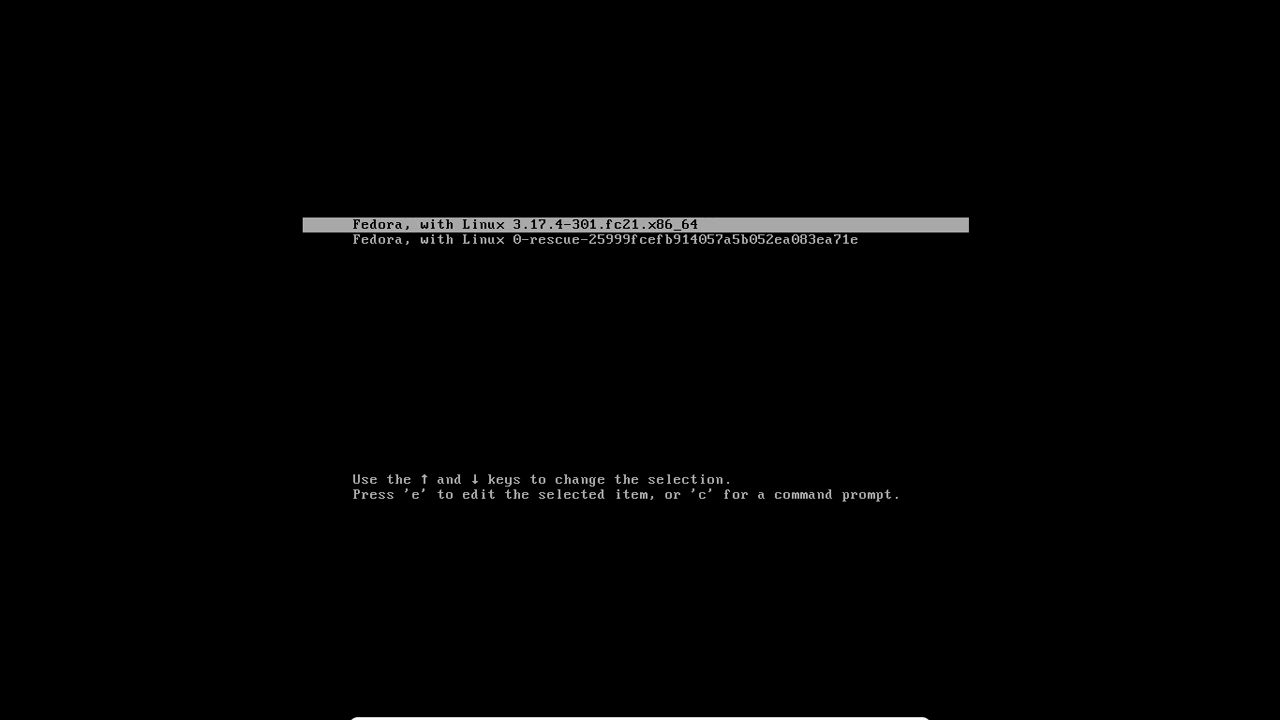 Fedora, with Linux 3.17.4-301.fc21.x86_64
Fedora, with Linux 0-rescue-25999fcefb914057a5b052ea083ea71e
Use the ↑ and ↓ keys to change the selection.
Press 'e' to edit the selected item, or 'c' for a command prompt.